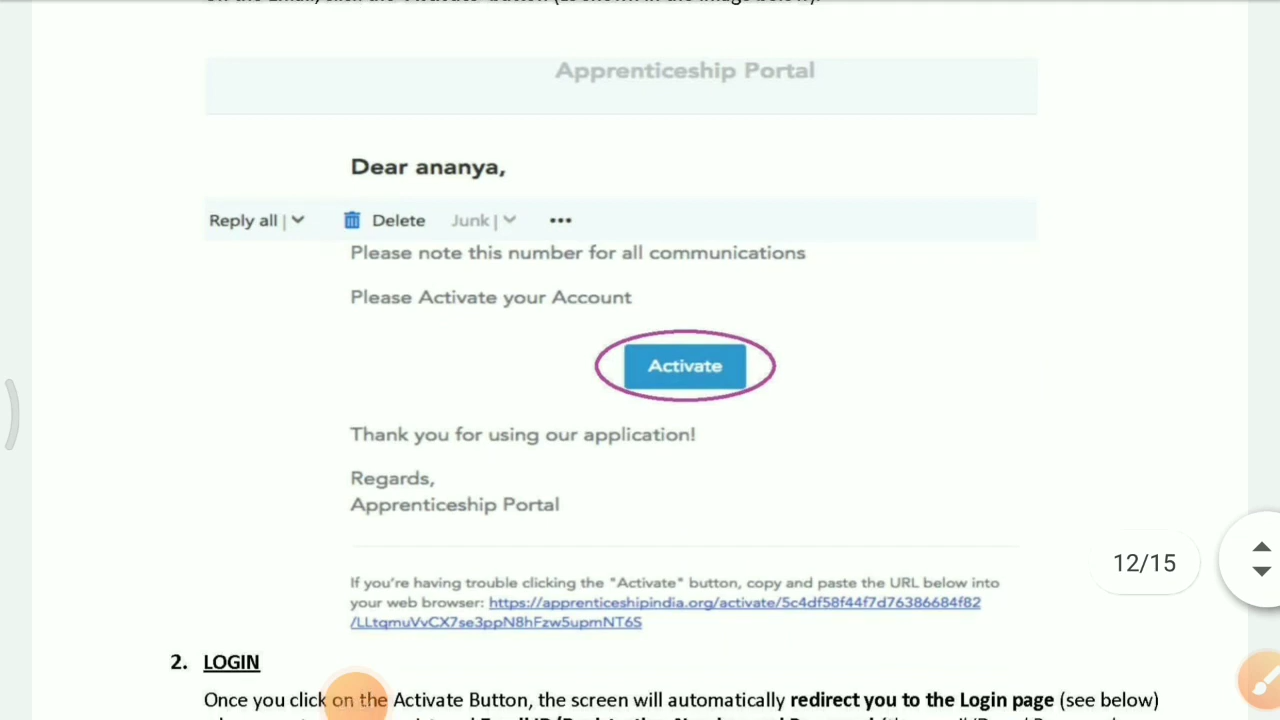 Apprenticeship Portal
Dear ananya,
Reply all | Delete Junk | •••
Please note this number for all communications
Please Activate your Account
Activate
Thank you for using our application!
Regards,
Apprenticeship Portal
12/15
If you're having trouble clicking the "Activate" button, copy and paste the URL below into
your web browser: https://apprenticeshipindia.org/activate/5c4df58f44f7d76386684f82
/LLtqmuVvCX7se3ppN8hFzw5upmNT6S
2. LOGIN
Once you click on the Activate Button, the screen will automatically redirect you to the Login page (see below)